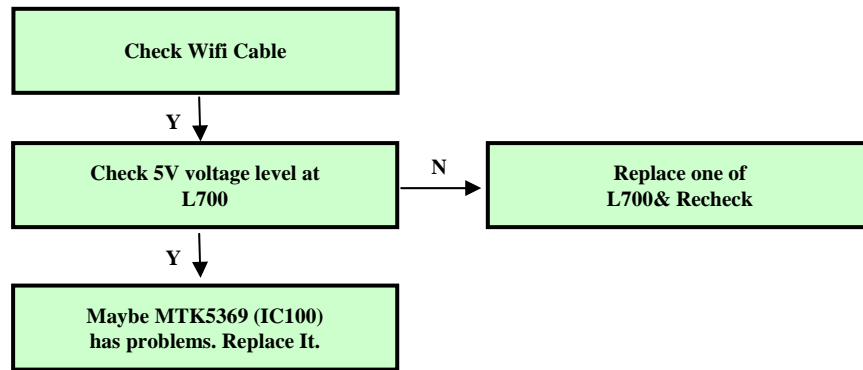 Check Wifi Cable
Y
Check 5V voltage level at
L700
N
Replace one of
L700& Recheck
Y
Maybe MTK5369 (IC100)
has problems. Replace It.